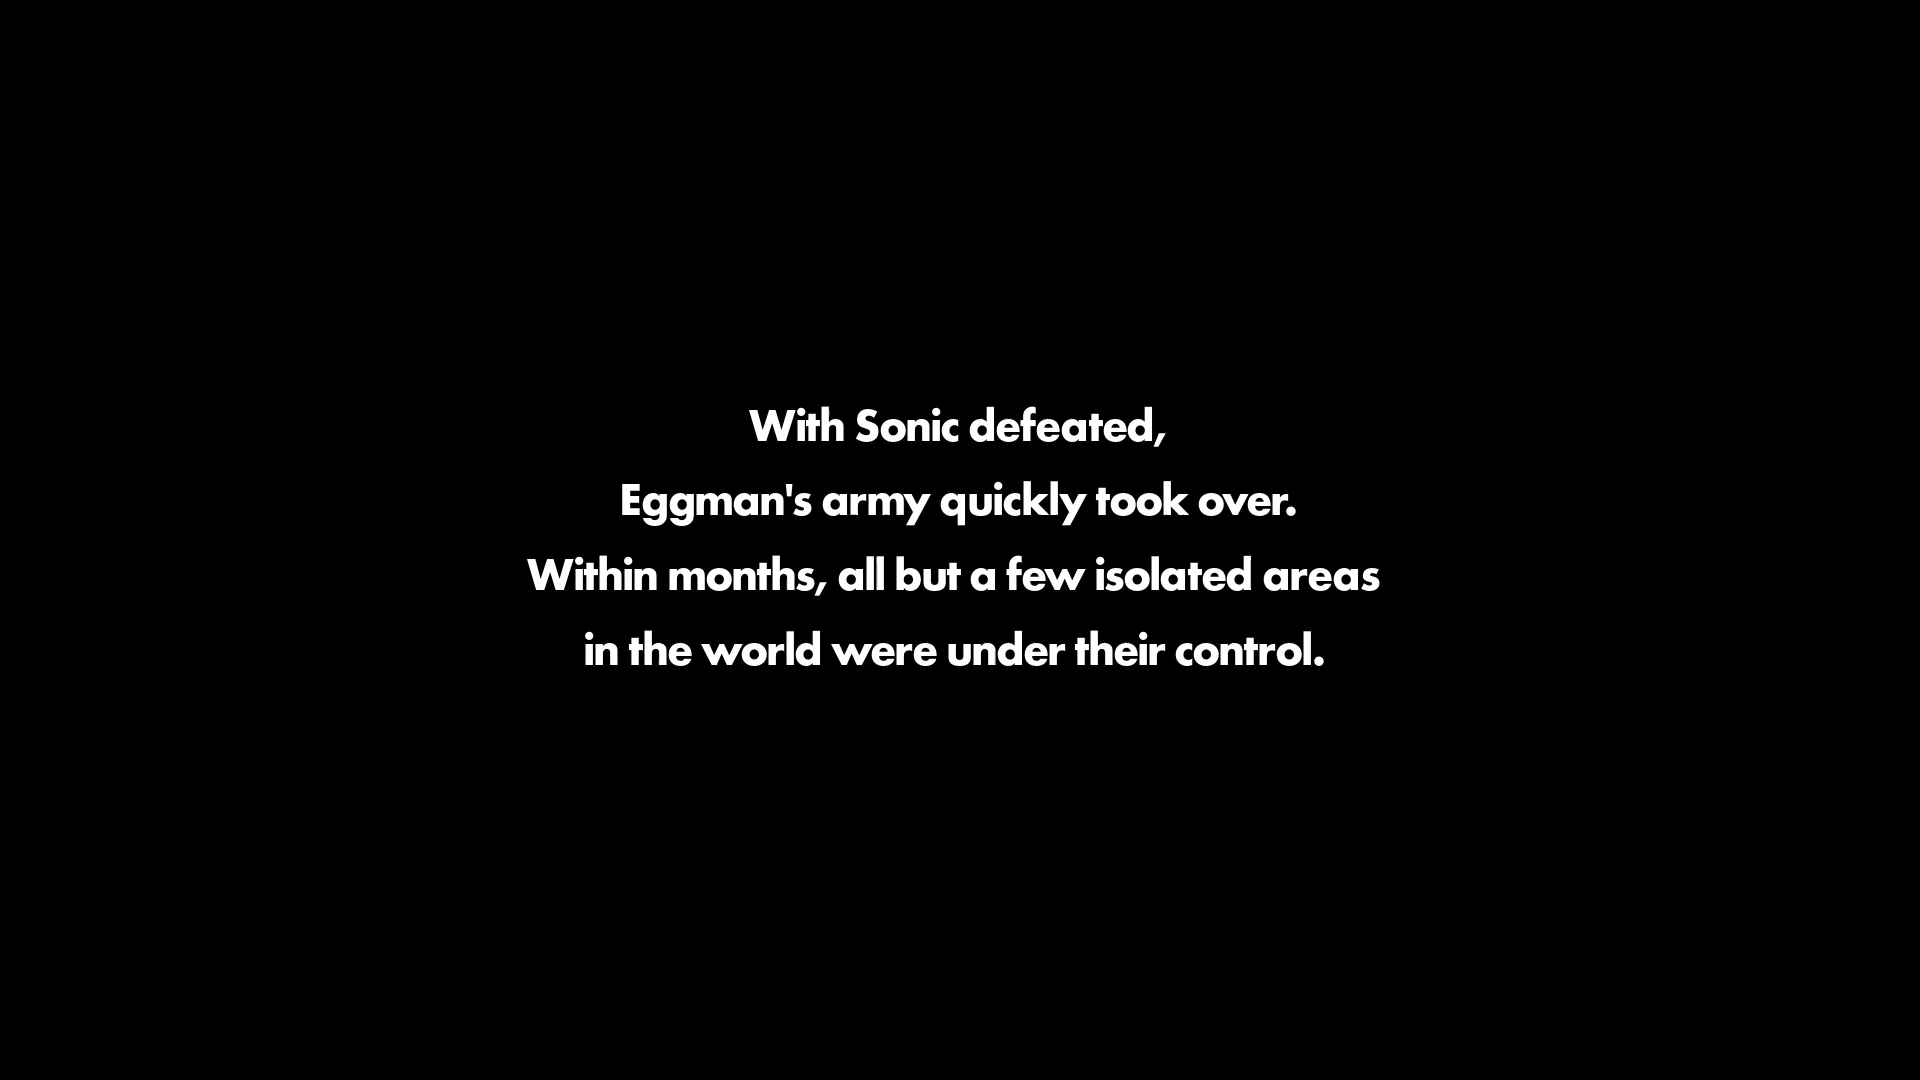 With Sonic defeated,
Eggman's army quickly took over.
Within months, all but a few isolated areas
in the world were under their control.